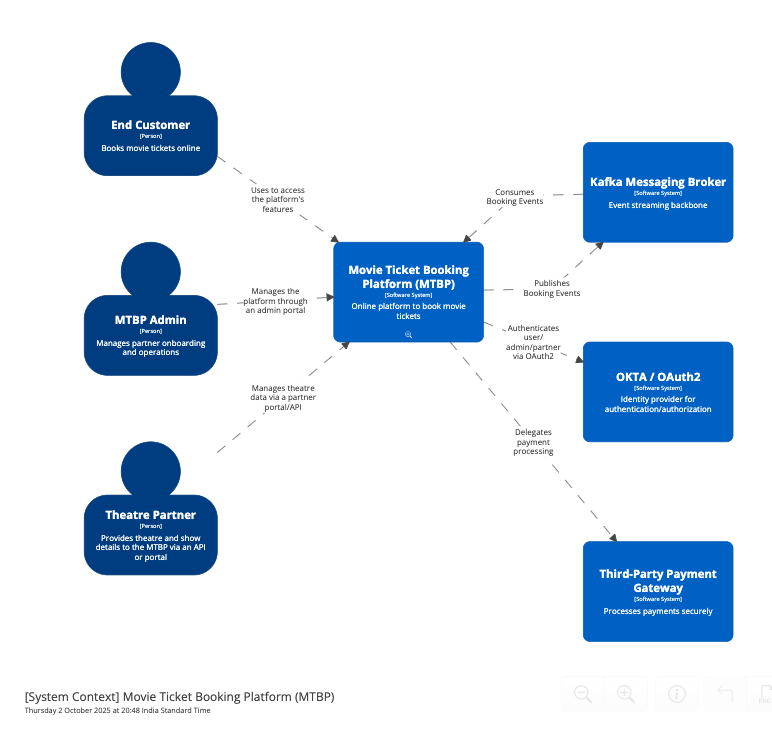 End Customer
[Person]
Books movie tickets online
Uses to access
the platform's
features
MTBP Admin
[Person]
Manages partner onboarding
and operations
Manages the
platform through
an admin portal
Theatre Partner
[Person]
Provides theatre and show
details to the MTBP via an API
or portal
Manages theatre
data via a partner
portal/API
Movie Ticket Booking
Platform (MTBP)
[Software System]
Online platform to book movie
tickets
Consumes
Booking Events
Publishes
Booking Events
Authenticates
user/
admin/partner
via OAuth2
Delegates
payment
processing
Kafka Messaging Broker
[Software System]
Event streaming backbone
OKTA / OAuth2
[Software System]
Identity provider for
authentication/authorization
Third-Party Payment
Gateway
[Software System]
Processes payments securely
[System Context] Movie Ticket Booking Platform (MTBP)
Thursday 2 October 2025 at 20:48 India Standard Time
PNG